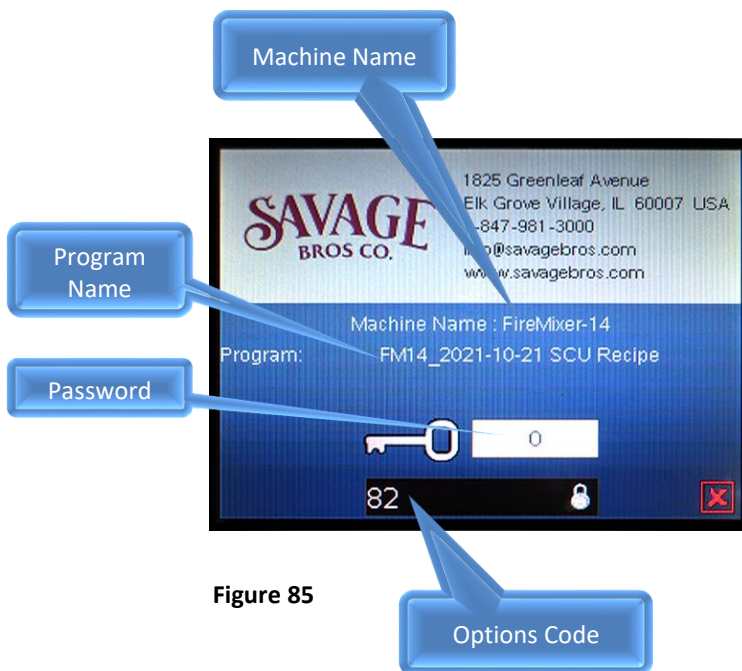 Machine Name
SAVAGE
BROS CO.
1825 Greenleaf Avenue
Elk Grove Village, IL 60007 USA
-847-981-3000
@savagebros.com
.savagebros.com
Program
Name
Machine Name : FireMixer-14
Program: FM14_2021-10-21 SCU Recipe
Password
0
82
Figure 85
Options Code